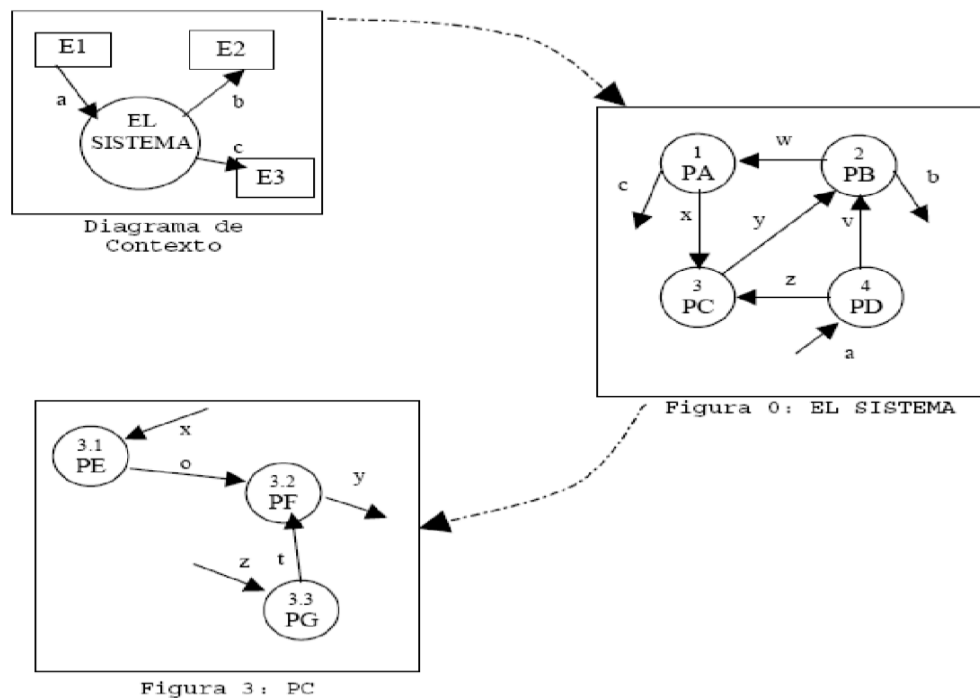 E1
E2
a
b
EL
SISTEMA
c
E3
Diagrama de
Contexto
1
PA
w
2
PB
c
b
x
y
v
3
PC
z
4
PD
a
Figura 0: EL SISTEMA
x
3.1
PE
o
3.2
PF
y
z
t
3.3
PG
Figura 3: PC